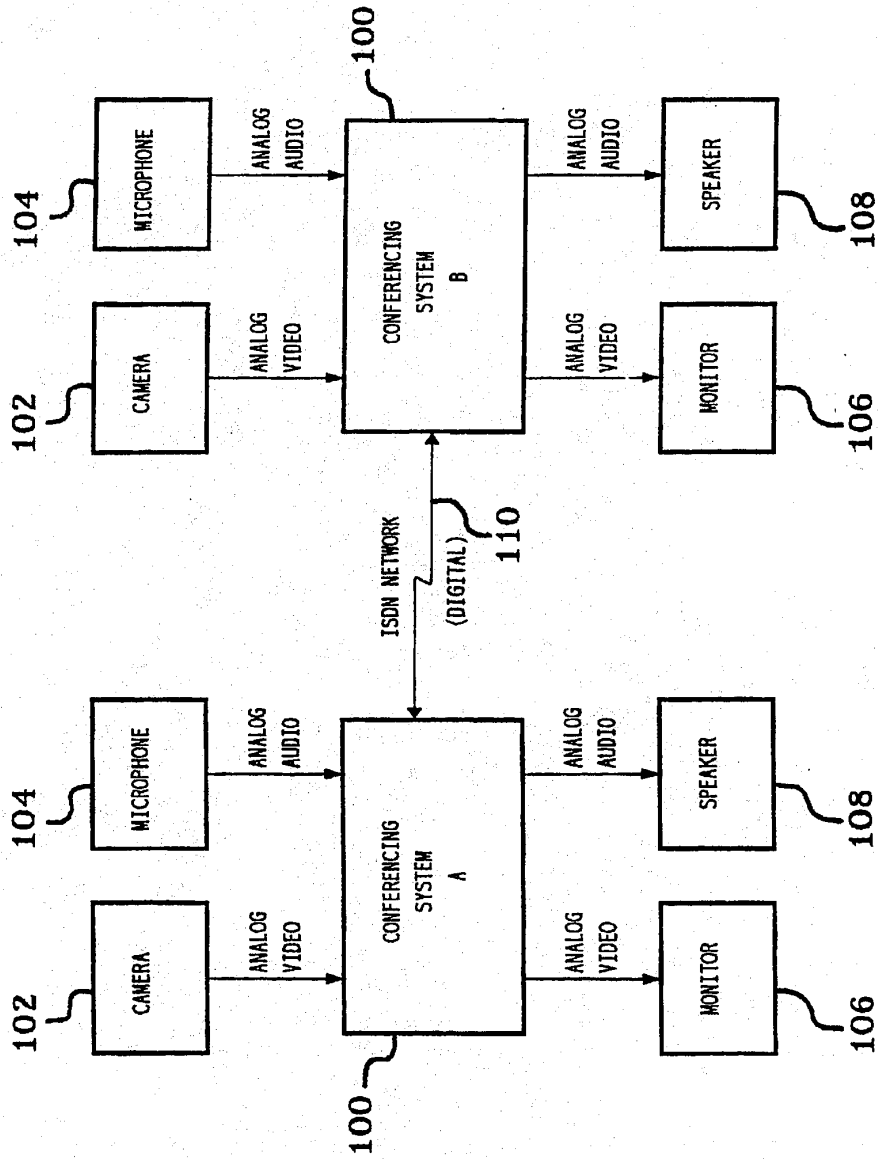 102
104
102
104
CAMERA
MICROPHONE
CAMERA
MICROPHONE
ANALOG
VIDEO
ANALOG
AUDIO
ANALOG
VIDEO
ANALOG
AUDIO
100
CONFERENCING
SYSTEM
A
ISDN NETWORK
(DIGITAL)
110
CONFERENCING
SYSTEM
B
100
ANALOG
VIDEO
ANALOG
AUDIO
ANALOG
VIDEO
ANALOG
AUDIO
MONITOR
SPEAKER
MONITOR
SPEAKER
106
108
106
108